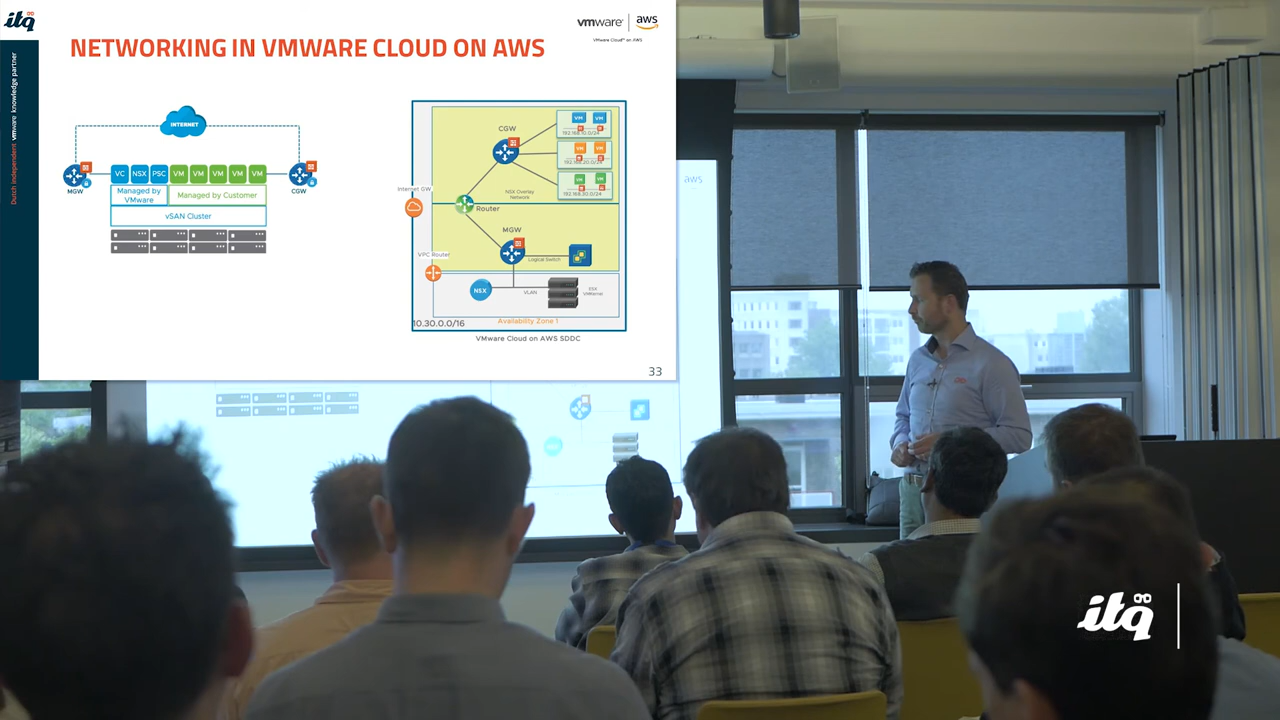 itq
Dutch independent vmware knowledge partner
NETWORKING IN VMWARE CLOUD ON AWS
vmware
aws
VMware Cloud™ on AWS
INTERNET
MGW
VC NSX PSC VM VM VM VM VM
CGW
Managed by
VMware
Managed by Customer
vSAN Cluster
CGW
VM VM
192.168.10.0/24
VM VM
192.168.20.0/24
VM VM
192.168.30.0/24
NSX Overlay
Network
Internet GW
Router
MGW
Logical Switch
VPC Router
NSX
VLAN
ESX
VMKernel
10.30.0.0/16
Availability Zone 1
VMware Cloud on AWS SDDC
33
aws
itq